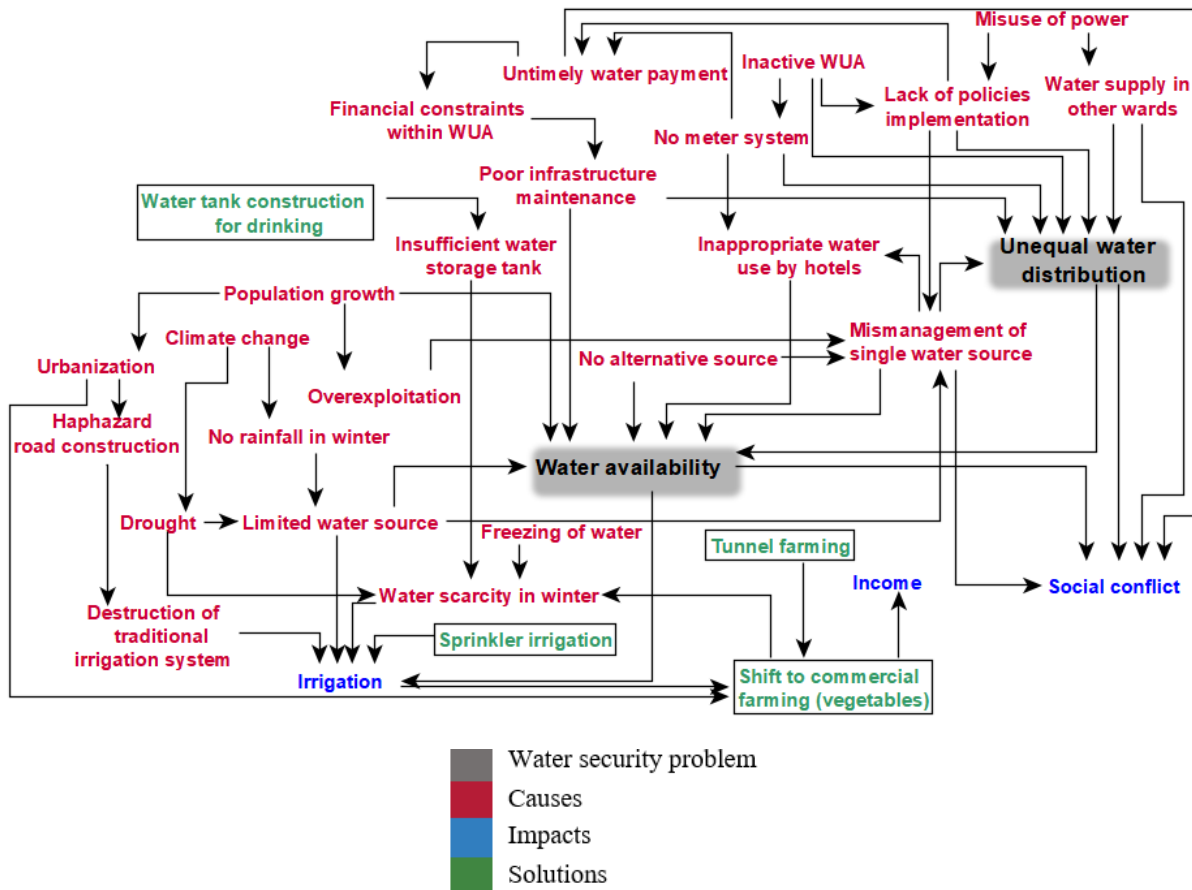 Misuse of power
Untimely water payment
Inactive WUA
Lack of policies
implementation
Water supply in
other wards
Financial constraints
within WUA
No meter system
Poor infrastructure
maintenance
Water tank construction
for drinking
Insufficient water
storage tank
Inappropriate water
use by hotels
Unequal water
distribution
Population growth
Climate change
Urbanization
No alternative source
Mismanagement of
single water source
Overexploitation
Haphazard
road construction
No rainfall in winter
Water availability
Drought
Limited water source
Freezing of water
Tunnel farming
Income
Social conflict
Water scarcity in winter
Destruction of
traditional
irrigation system
Sprinkler irrigation
Irrigation
Shift to commercial
farming (vegetables)
Water security problem
Causes
Impacts
Solutions